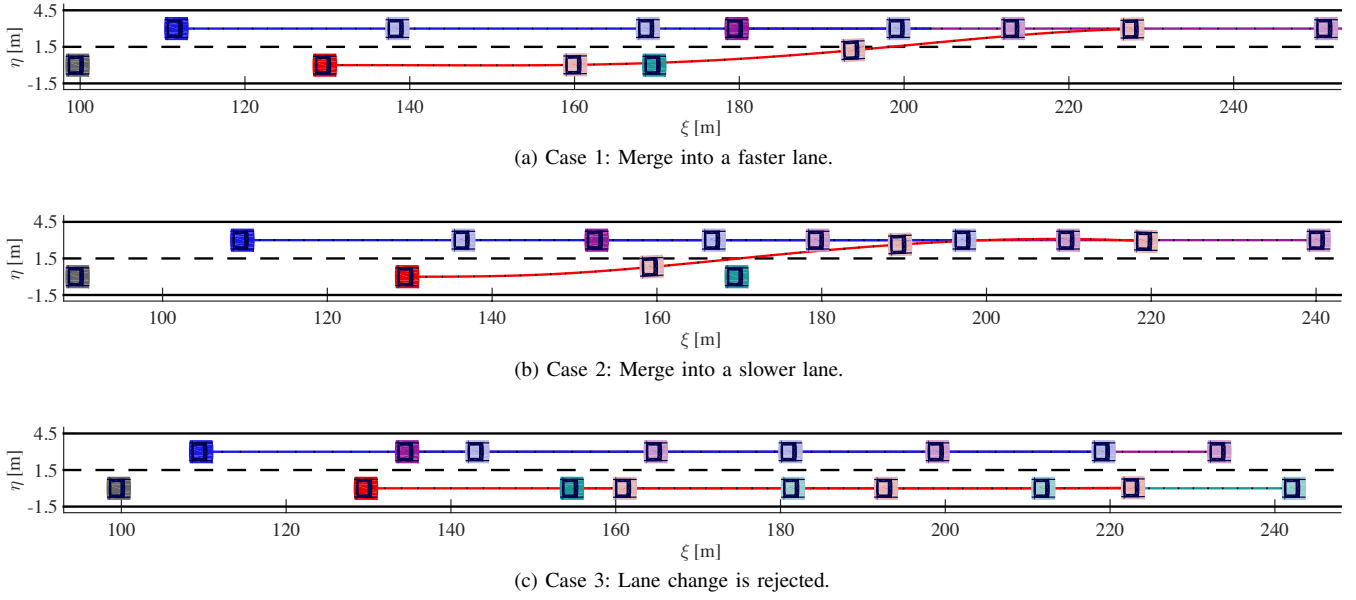 4.5
1.5
-1.5
η [m]
100 120 140 160 180 200 220 240
ξ [m]
(a) Case 1: Merge into a faster lane.
4.5
1.5
-1.5
η [m]
100 120 140 160 180 200 220 240
ξ [m]
(b) Case 2: Merge into a slower lane.
4.5
1.5
-1.5
η [m]
100 120 140 160 180 200 220 240
ξ [m]
(c) Case 3: Lane change is rejected.